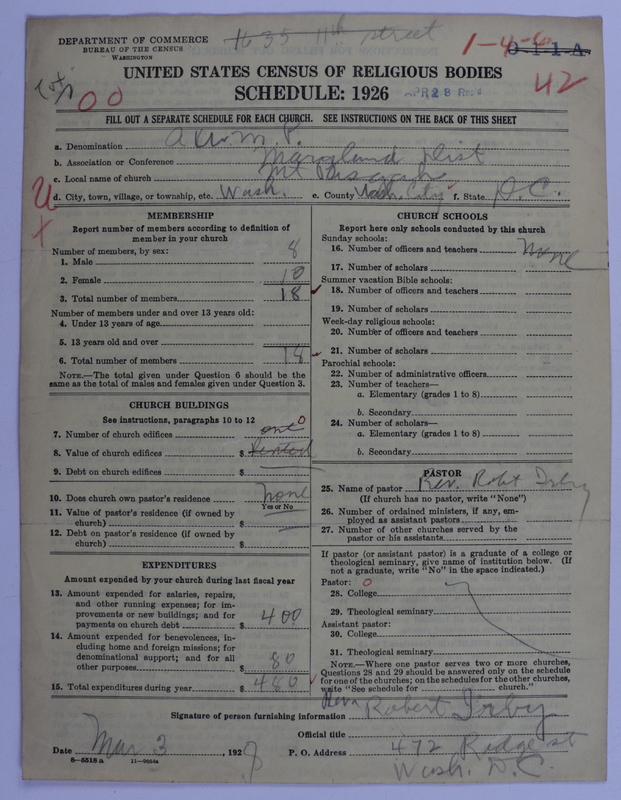 DEPARTMENT OF COMMERCE
BUREAU OF THE CENSUS
WASHINGTON
1635 11th street
1-4-
0-1-1-A
UNITED STATES CENSUS OF RELIGIOUS BODIES
SCHEDULE: 1926
APR 28
42
00
FILL OUT A SEPARATE SCHEDULE FOR EACH CHURCH. SEE INSTRUCTIONS ON THE BACK OF THIS SHEET
a. Denomination
b. Association or Conference Maryland Dist
c. Local name of church Mt Pisgah
d. City, town, village, or township, etc. Wash. e. County Wash. City f. State D.C.
MEMBERSHIP
Report number of members according to definition of member in your church
Number of members, by sex:
1. Male 8
2. Female 10
3. Total number of members 18
Number of members under and over 13 years old:
4. Under 13 years of age
5. 13 years old and over
6. Total number of members 18
NOTE.—The total given under Question 6 should be the same as the total of males and females given under Question 3.
CHURCH BUILDINGS
See instructions, paragraphs 10 to 12
7. Number of church edifices one 0
8. Value of church edifices $ Rented
9. Debt on church edifices $
10. Does church own pastor's residence none
Yes or No
11. Value of pastor's residence (if owned by church) $
12. Debt on pastor's residence (if owned by church) $
EXPENDITURES
Amount expended by your church during last fiscal year
13. Amount expended for salaries, repairs, and other running expenses; for improvements or new buildings; and for payments on church debt $ 400
14. Amount expended for benevolences, including home and foreign missions; for denominational support; and for all other purposes $ 80
15. Total expenditures during year $ 480
CHURCH SCHOOLS
Report here only schools conducted by this church
Sunday schools:
16. Number of officers and teachers None
17. Number of scholars
Summer vacation Bible schools:
18. Number of officers and teachers
19. Number of scholars
Week-day religious schools:
20. Number of officers and teachers
21. Number of scholars
Parochial schools:
22. Number of administrative officers
23. Number of teachers—
a. Elementary (grades 1 to 8)
b. Secondary
24. Number of scholars—
a. Elementary (grades 1 to 8)
b. Secondary
PASTOR
25. Name of pastor Rev. Robt Irby
(If church has no pastor, write "None")
26. Number of ordained ministers, if any, employed as assistant pastors
27. Number of other churches served by the pastor or his assistants
If pastor (or assistant pastor) is a graduate of a college or theological seminary, give name of institution below. (If not a graduate, write "No" in the space indicated.)
Pastor: 0
28. College
29. Theological seminary
Assistant pastor:
30. College
31. Theological seminary
NOTE.—Where one pastor serves two or more churches, Questions 28 and 29 should be answered only on the schedule for one of the churches; on the schedules for the other churches, write "See schedule for church."
Signature of person furnishing information Rev. Robert Irby
Official title
Date Mar 3, 192
P. O. Address 472 Ridge st
Wash. D.C.
8—5518 a